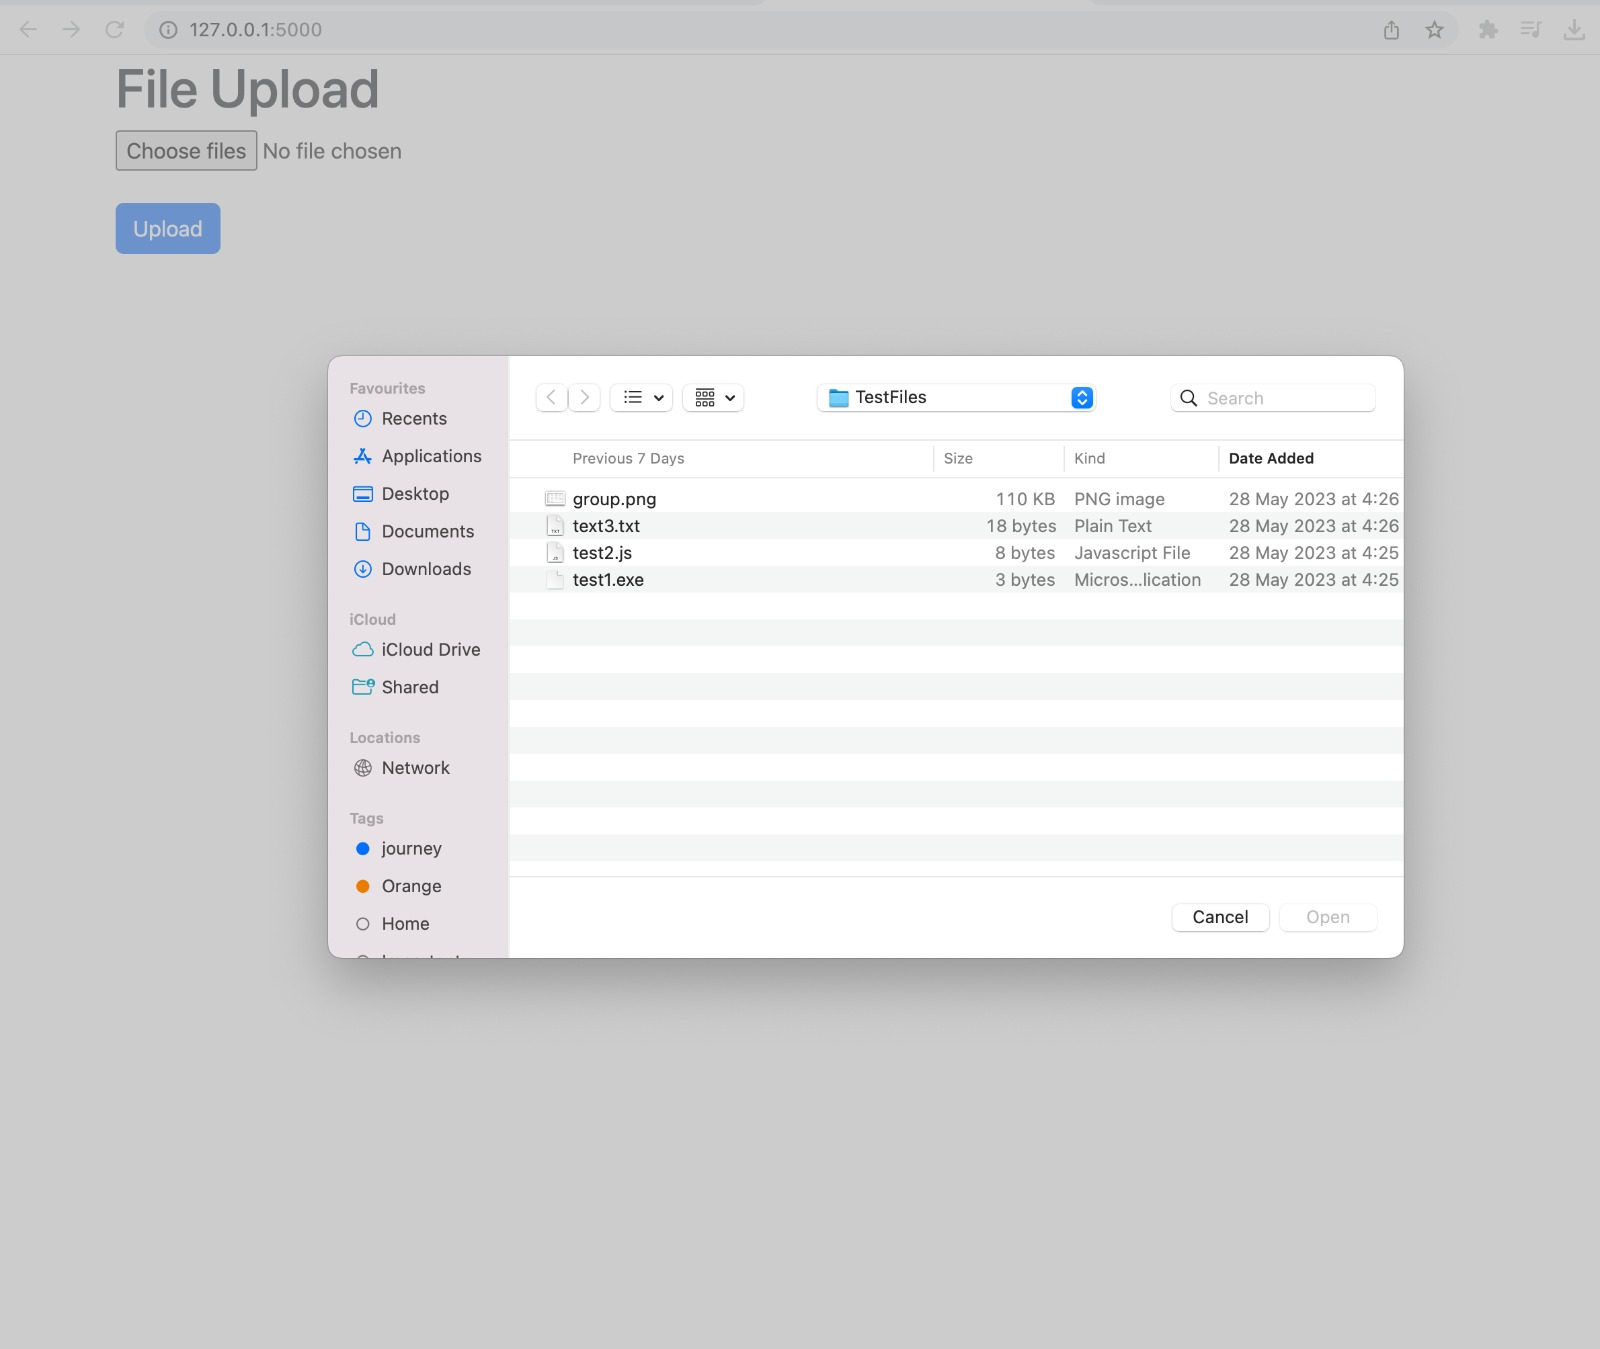 127.0.0.1:5000
File Upload
Choose files No file chosen
Upload
Favourites
Recents
Applications
Desktop
Documents
Downloads
iCloud
iCloud Drive
Shared
Locations
Network
Tags
journey
Orange
Home
TestFiles
Search
Previous 7 Days Size Kind Date Added
group.png 110 KB PNG image 28 May 2023 at 4:26
text3.txt 18 bytes Plain Text 28 May 2023 at 4:26
test2.js 8 bytes Javascript File 28 May 2023 at 4:25
test1.exe 3 bytes Micros...lication 28 May 2023 at 4:25
Cancel Open